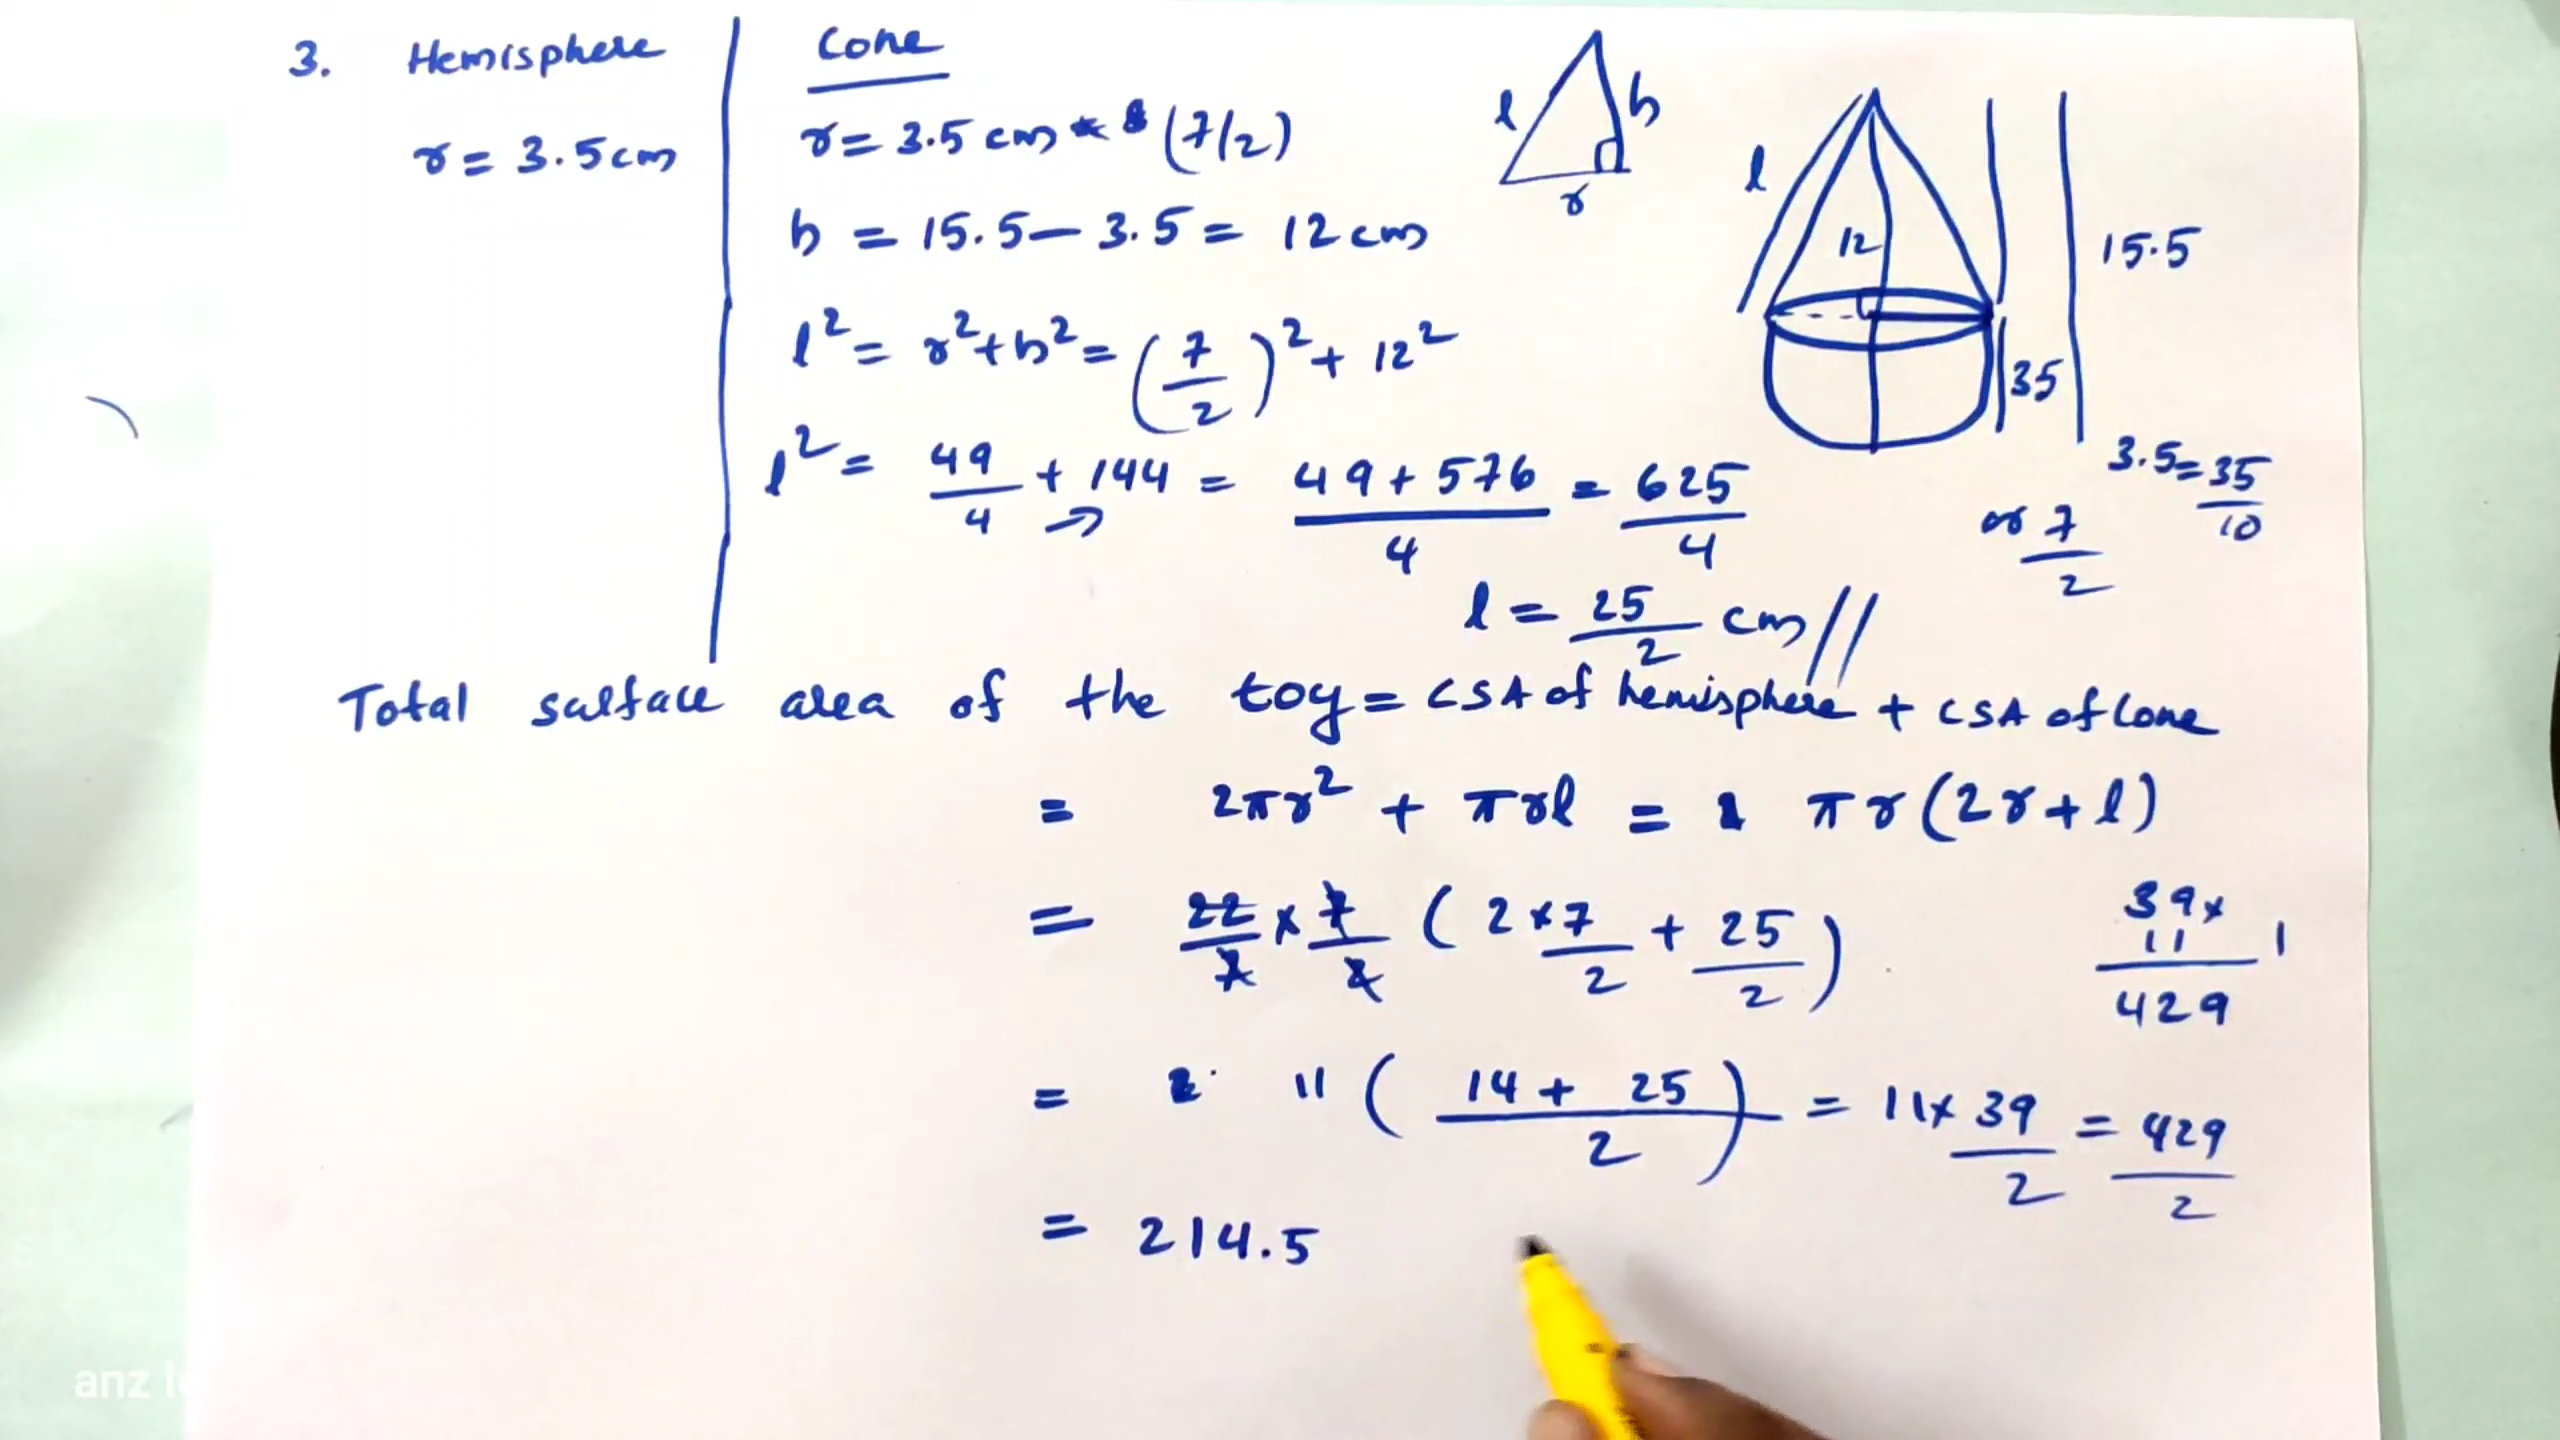 3. Hemisphere
r = 3.5cm
Cone
r = 3.5 cm (7/2)
h = 15.5 - 3.5 = 12 cm
l² = r² + h² = (7/2)² + 12²
l² = 49/4 + 144 = 49 + 576/4 = 625/4
l = 25/2 cm //
l h
r
l
12
15.5
35
3.5 = 35/10
or 7/2
Total surface area of the toy = CSA of hemisphere + CSA of Cone
= 2πr² + πrl = πr(2r + l)
= 22/7 × 7/2 (2 × 7/2 + 25/2)
39 ×
11
429
1
= 11 (14 + 25/2) = 11 × 39/2 = 429/2
= 214.5